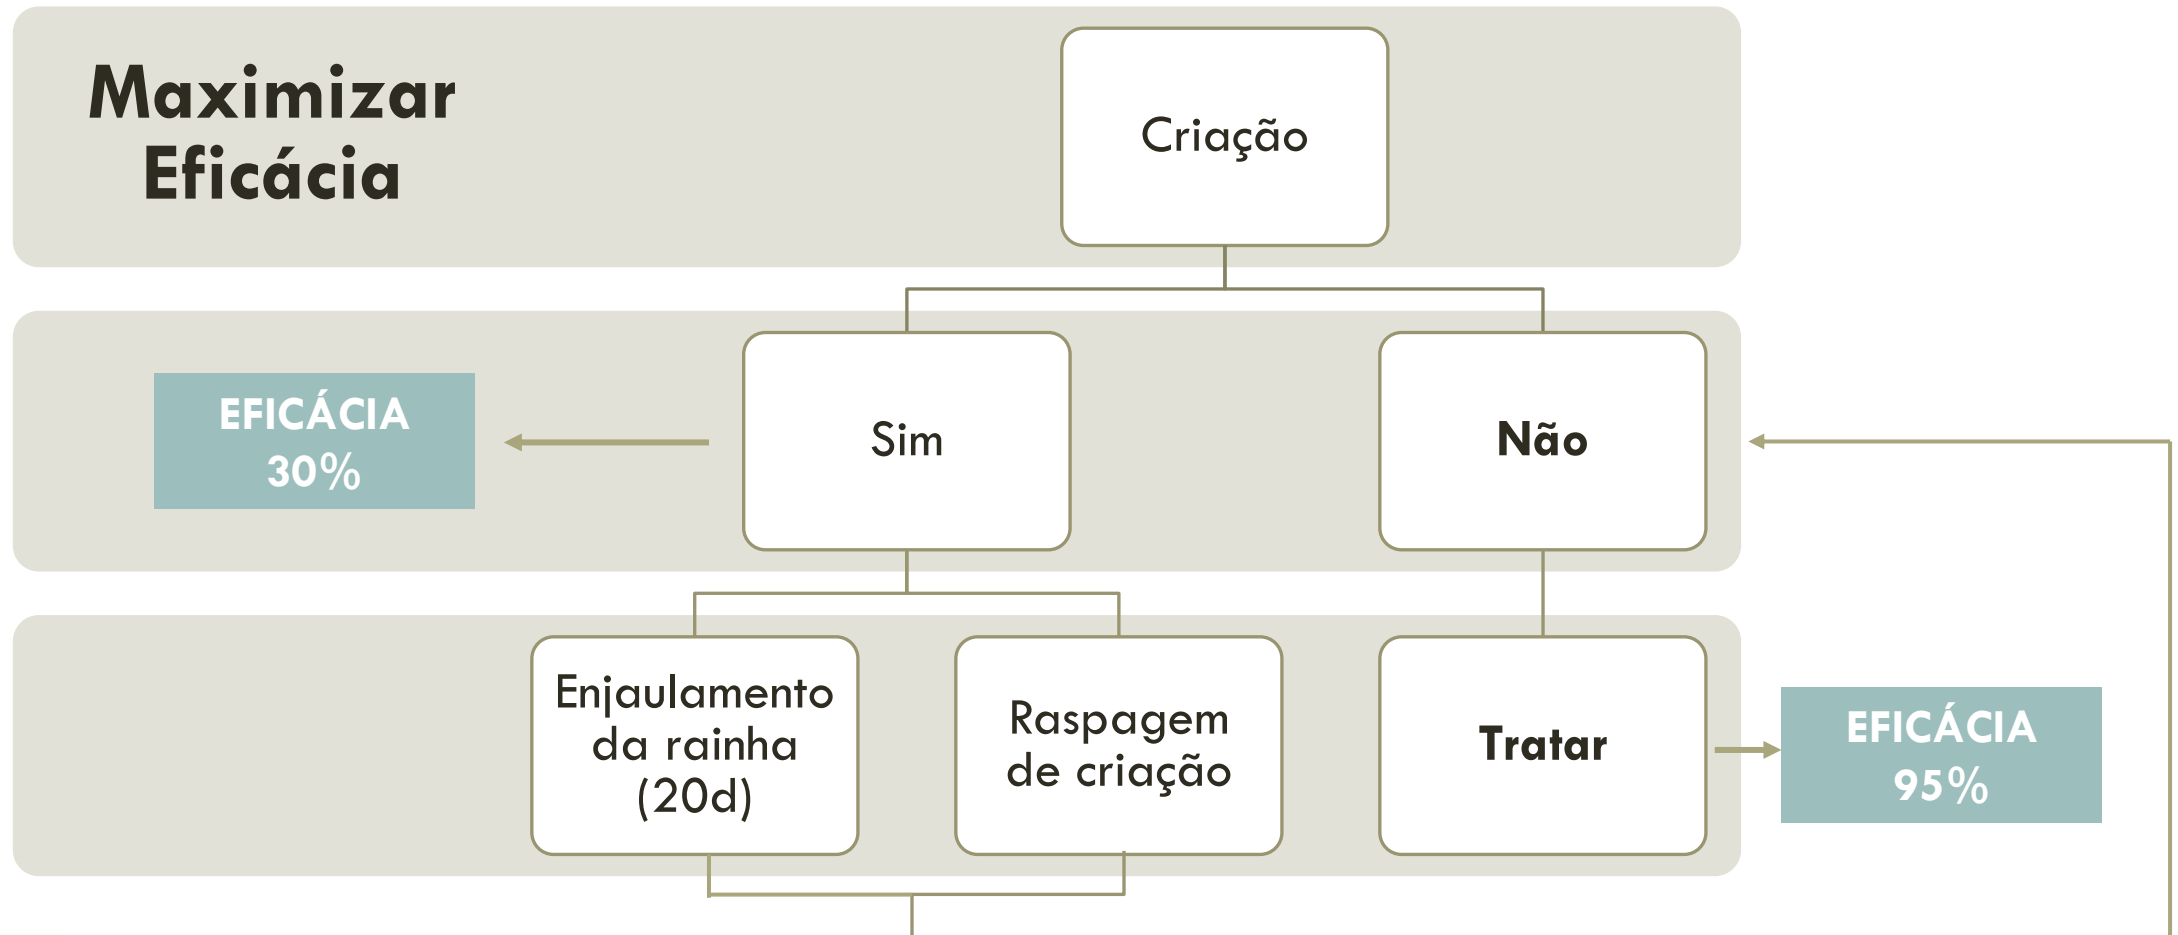 Maximizar
Eficácia
Criação
EFICÁCIA
30%
Sim
Não
Enjaulamento
da rainha
(20d)
Raspagem
de criação
Tratar
EFICÁCIA
95%